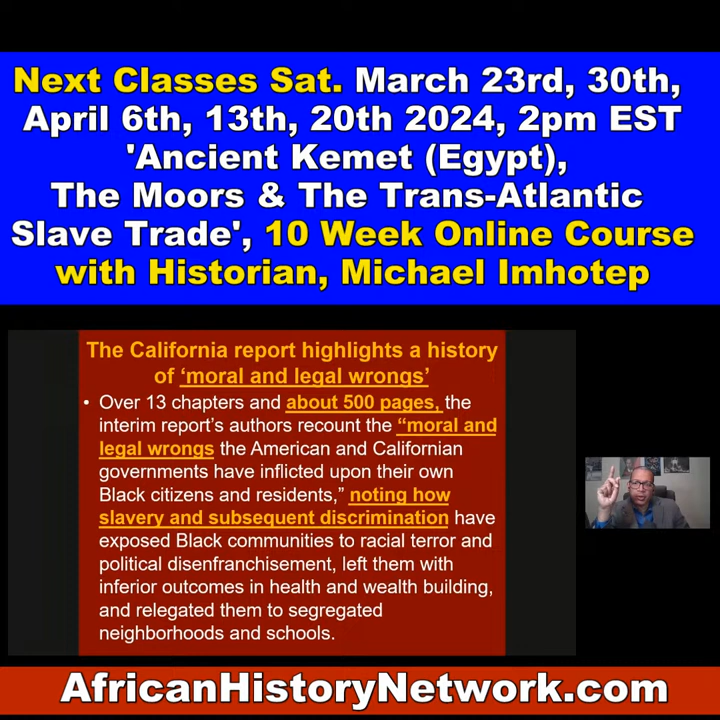 Next Classes Sat. March 23rd, 30th,
April 6th, 13th, 20th 2024, 2pm EST
'Ancient Kemet (Egypt),
The Moors & The Trans-Atlantic
Slave Trade', 10 Week Online Course
with Historian, Michael Imhotep
The California report highlights a history
of ‘moral and legal wrongs’
• Over 13 chapters and about 500 pages, the
interim report’s authors recount the “moral and
legal wrongs the American and Californian
governments have inflicted upon their own
Black citizens and residents,” noting how
slavery and subsequent discrimination have
exposed Black communities to racial terror and
political disenfranchisement, left them with
inferior outcomes in health and wealth building,
and relegated them to segregated
neighborhoods and schools.
AfricanHistoryNetwork.com